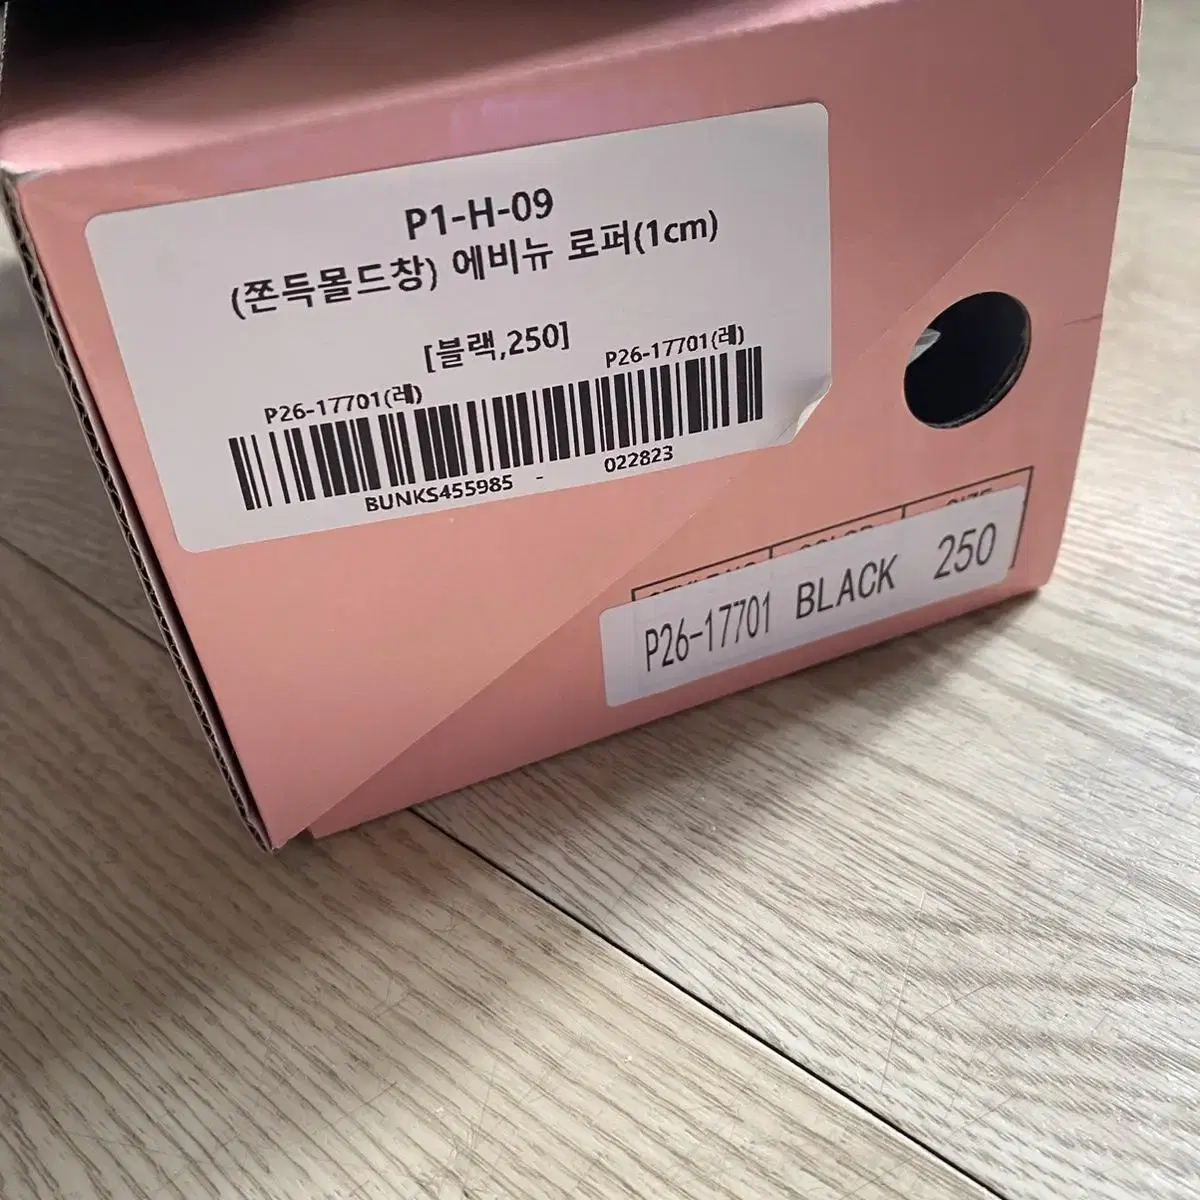 P1-H-09
(쫀득몰드창) 에비뉴 로퍼(1cm)
[블랙,250]
P26-17701(레) P26-17701(레)
BUNKS455985 - 022823
P26-17701 BLACK 250